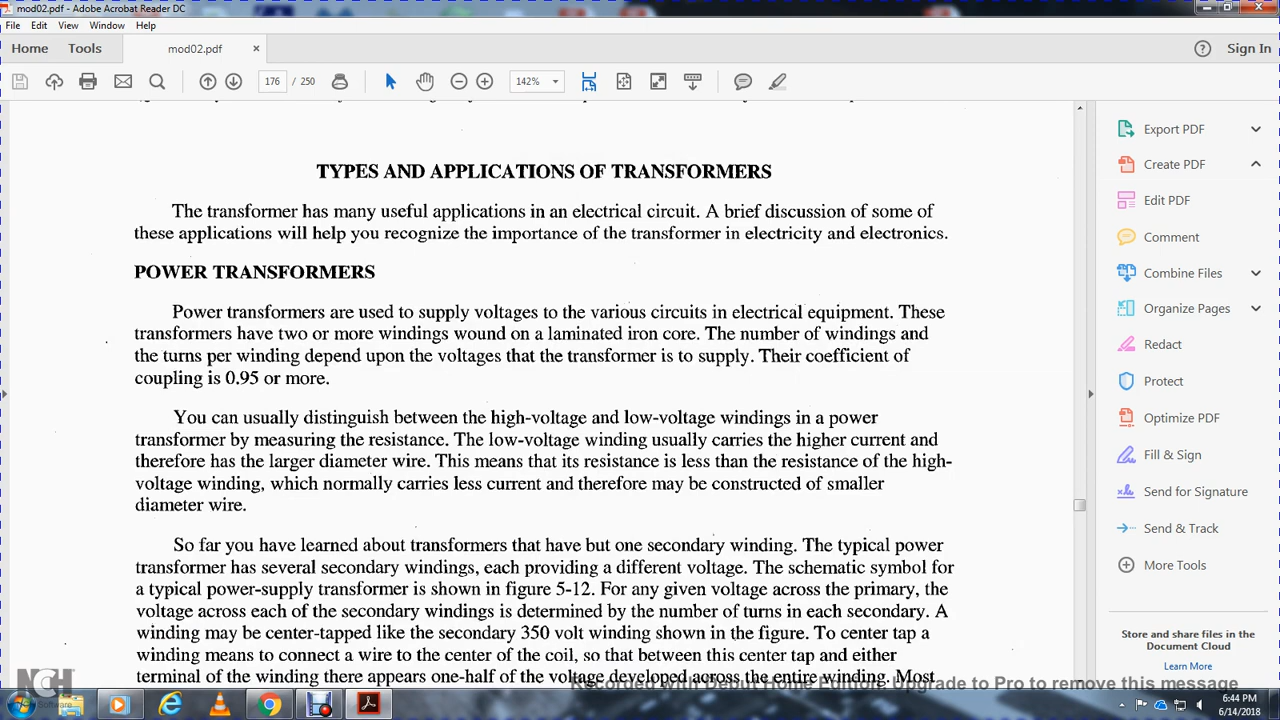 mod02.pdf - Adobe Acrobat Reader DC
File Edit View Window Help
Home Tools mod02.pdf × Sign In
176 / 250 142%
TYPES AND APPLICATIONS OF TRANSFORMERS
The transformer has many useful applications in an electrical circuit. A brief discussion of some of
these applications will help you recognize the importance of the transformer in electricity and electronics.
POWER TRANSFORMERS
Power transformers are used to supply voltages to the various circuits in electrical equipment. These
transformers have two or more windings wound on a laminated iron core. The number of windings and
the turns per winding depend upon the voltages that the transformer is to supply. Their coefficient of
coupling is 0.95 or more.
You can usually distinguish between the high-voltage and low-voltage windings in a power
transformer by measuring the resistance. The low-voltage winding usually carries the higher current and
therefore has the larger diameter wire. This means that its resistance is less than the resistance of the high-
voltage winding, which normally carries less current and therefore may be constructed of smaller
diameter wire.
So far you have learned about transformers that have but one secondary winding. The typical power
transformer has several secondary windings, each providing a different voltage. The schematic symbol for
a typical power-supply transformer is shown in figure 5-12. For any given voltage across the primary, the
voltage across each of the secondary windings is determined by the number of turns in each secondary. A
winding may be center-tapped like the secondary 350 volt winding shown in the figure. To center tap a
winding means to connect a wire to the center of the coil, so that between this center tap and either
terminal of the winding there appears one-half of the voltage developed across the entire winding. Most
Export PDF
Create PDF
Edit PDF
Comment
Combine Files
Organize Pages
Redact
Protect
Optimize PDF
Fill & Sign
Send for Signature
Send & Track
More Tools
Store and share files in the
Document Cloud
Learn More
Recorded with Debut Home Edition. Upgrade to Pro to remove this message
NCH
Software
6:44 PM
6/14/2018